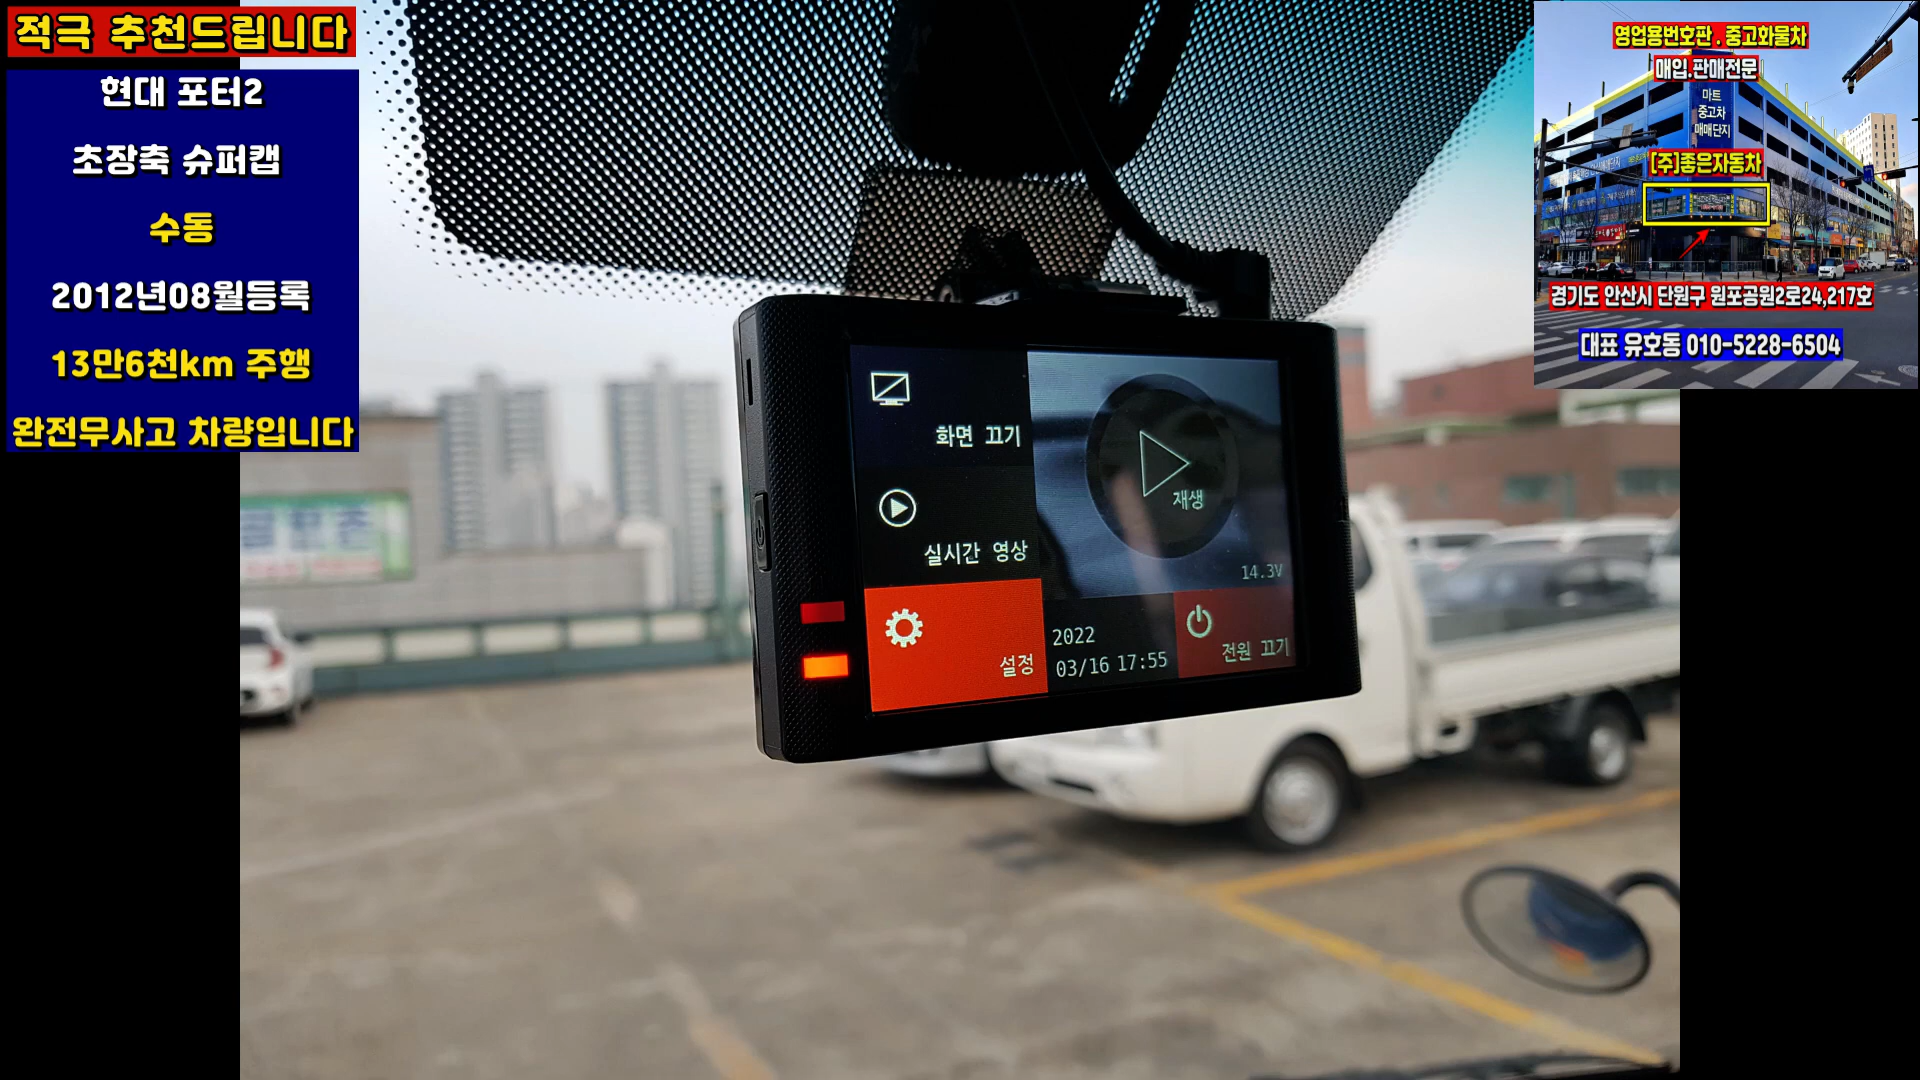 적극 추천드립니다
현대 포터2
초장축 슈퍼캡
수동
2012년08월등록
13만6천km 주행
완전무사고 차량입니다
영업용번호판 . 중고화물차
매입.판매전문
마트
중고차
매매단지
[주]좋은자동차
경기도 안산시 단원구 원포공원2로24,217호
대표 유호동 010-5228-6504
화면 끄기
재생
실시간 영상
14.3V
설정
2022
03/16 17:55
전원 끄기